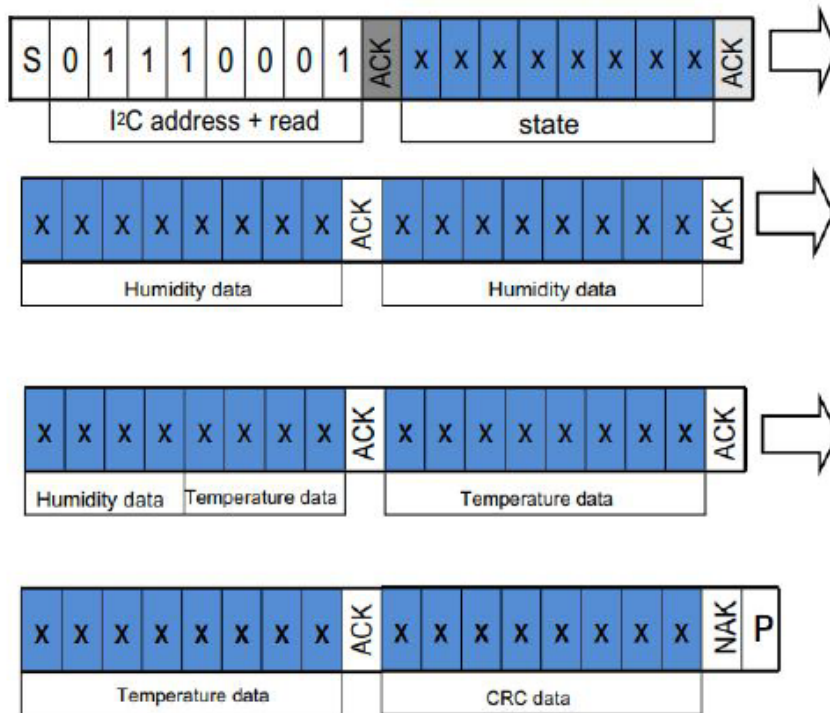 S 0 1 1 1 0 0 0 1 ACK X X X X X X X X ACK
I²C address + read state
X X X X X X X X ACK X X X X X X X X ACK
Humidity data Humidity data
X X X X X X X X ACK X X X X X X X X ACK
Humidity data Temperature data Temperature data
X X X X X X X X ACK X X X X X X X X NAK P
Temperature data CRC data